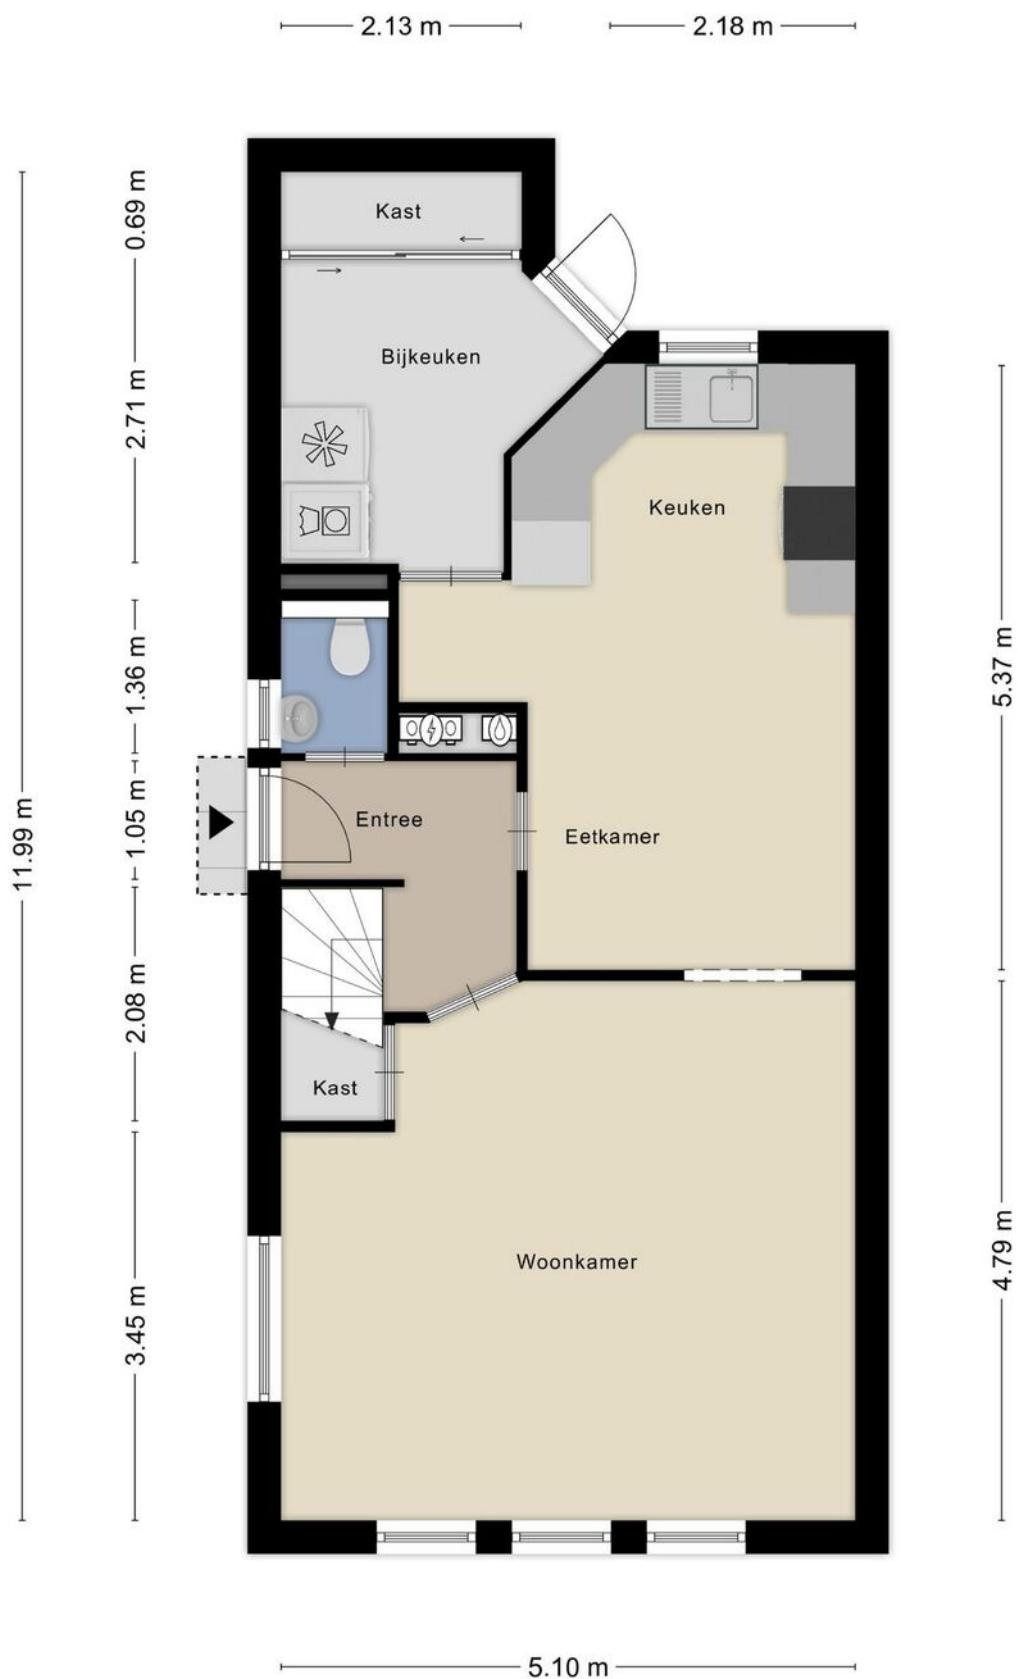 2.13 m
2.18 m
0.69 m
Kast
Bijkeuken
2.71 m
Keuken
5.37 m
1.36 m
11.99 m
1.05 m
Entree
Eetkamer
2.08 m
Kast
4.79 m
Woonkamer
3.45 m
5.10 m